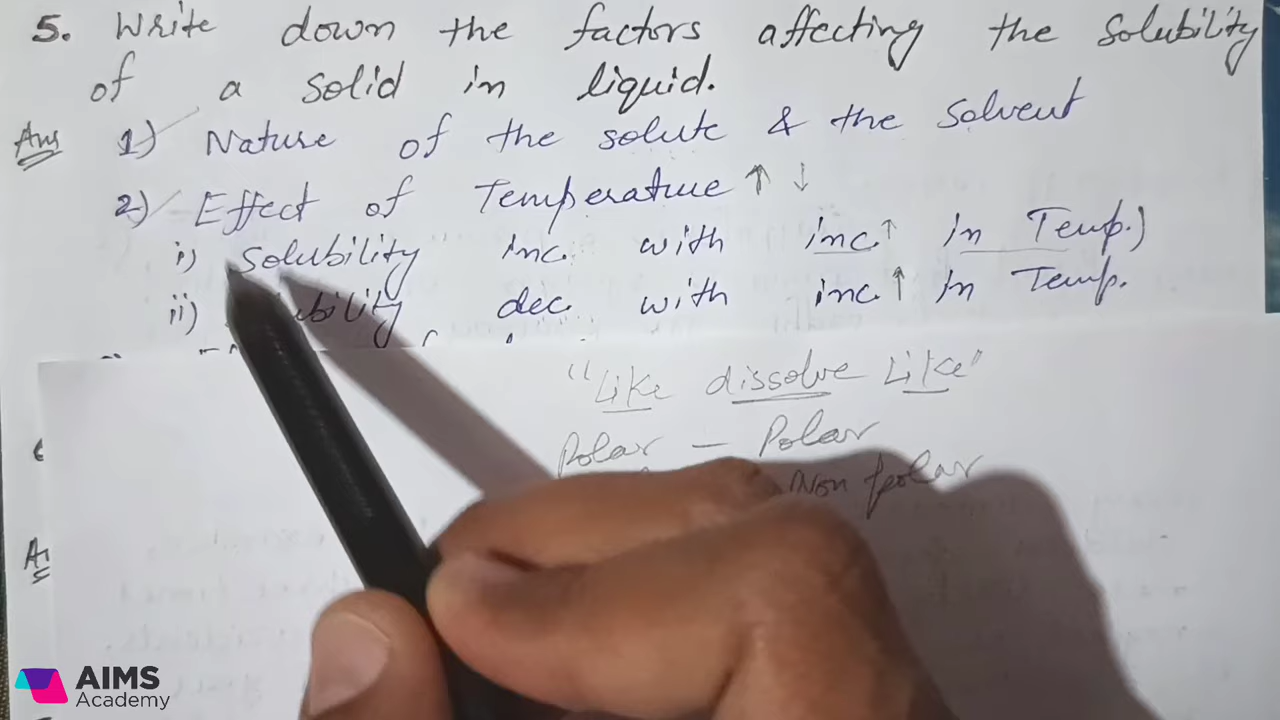 5. Write down the factors affecting the solubility
of a solid in liquid.
Ans 1) Nature of the solute & the solvent
2) Effect of Temperature ↑ ↓
i) Solubility inc. with inc.↑ in Temp.)
ii) dec. with inc.↑ in Temp.
"Like dissolve Like"
Polar – Polar
Non polar
AIMS
Academy